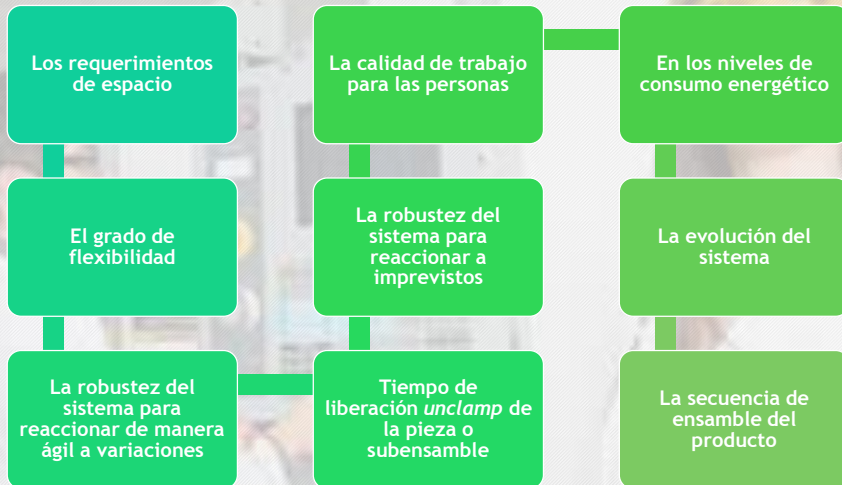 Los requerimientos
de espacio
El grado de
flexibilidad
La robustez del
sistema para
reaccionar de manera
ágil a variaciones
Tiempo de
liberación unclamp de
la pieza o
subensamble
La robustez del
sistema para
reaccionar a
imprevistos
La calidad de trabajo
para las personas
En los niveles de
consumo energético
La evolución del
sistema
La secuencia de
ensamble del
producto